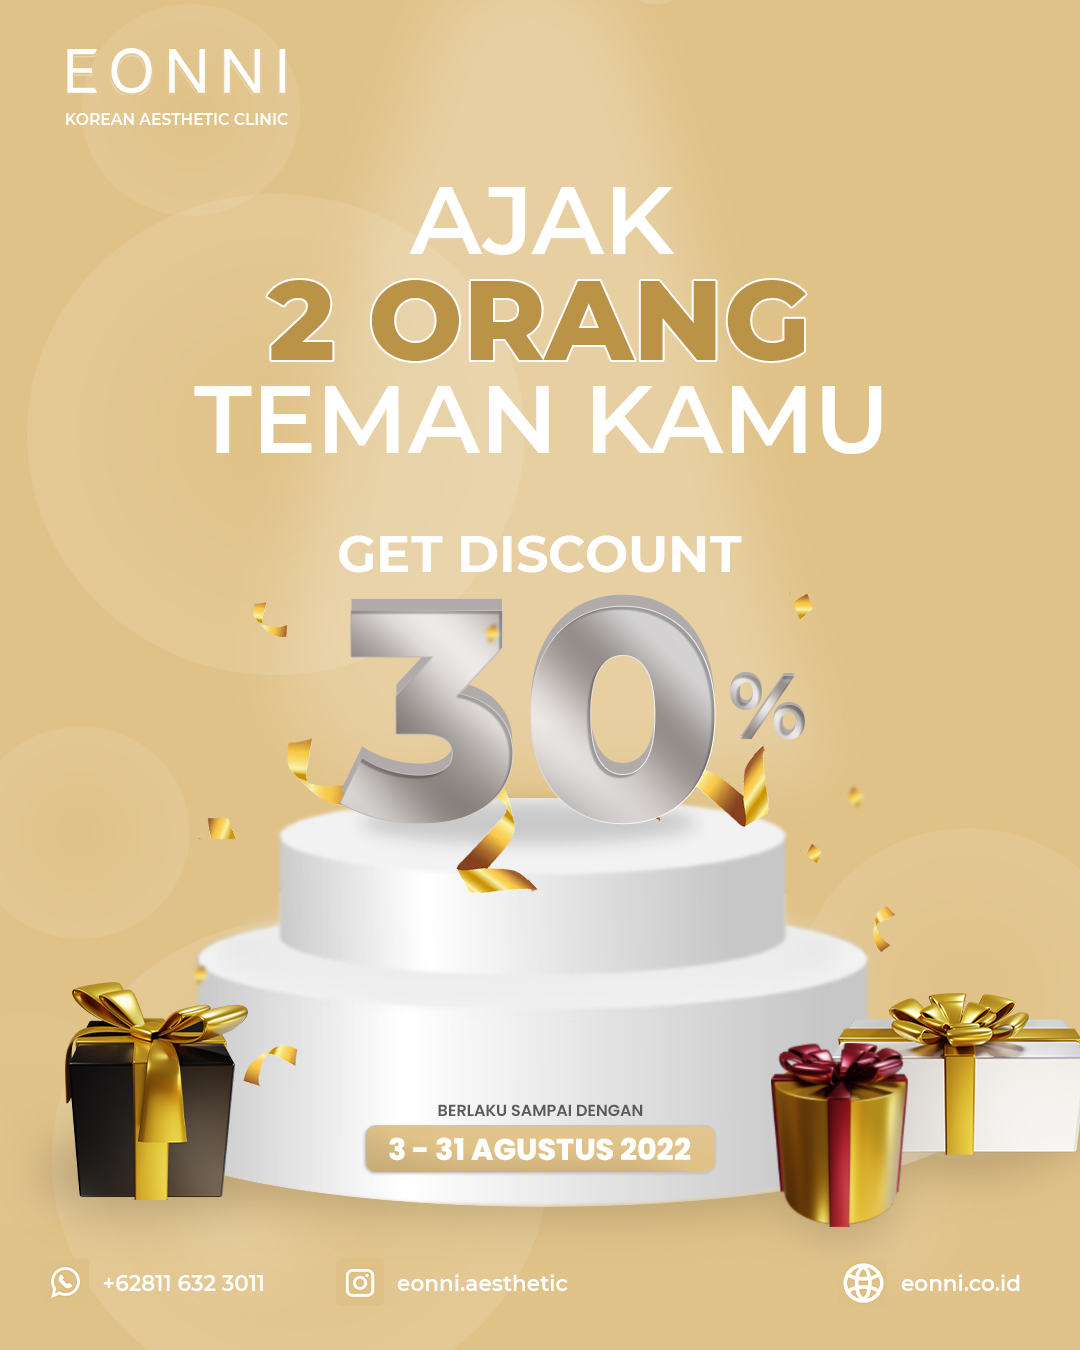 EONNI
KOREAN AESTHETIC CLINIC
AJAK
2 ORANG
TEMAN KAMU
GET DISCOUNT
30%
BERLAKU SAMPAI DENGAN
3 - 31 AGUSTUS 2022
+62811 632 3011
eonni.aesthetic
eonni.co.id